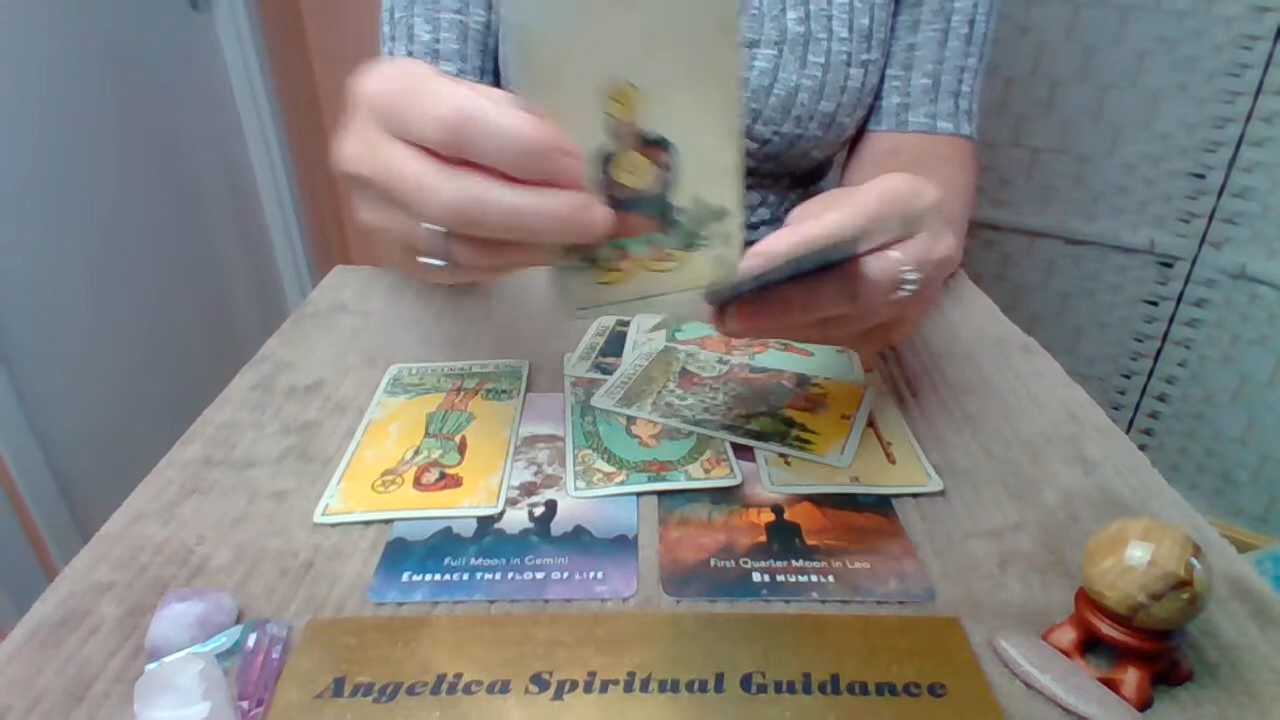 Full Moon in Gemini
EMBRACE THE FLOW OF LIFE
First Quarter Moon in Leo
BE HUMBLE
Angelica Spiritual Guidance